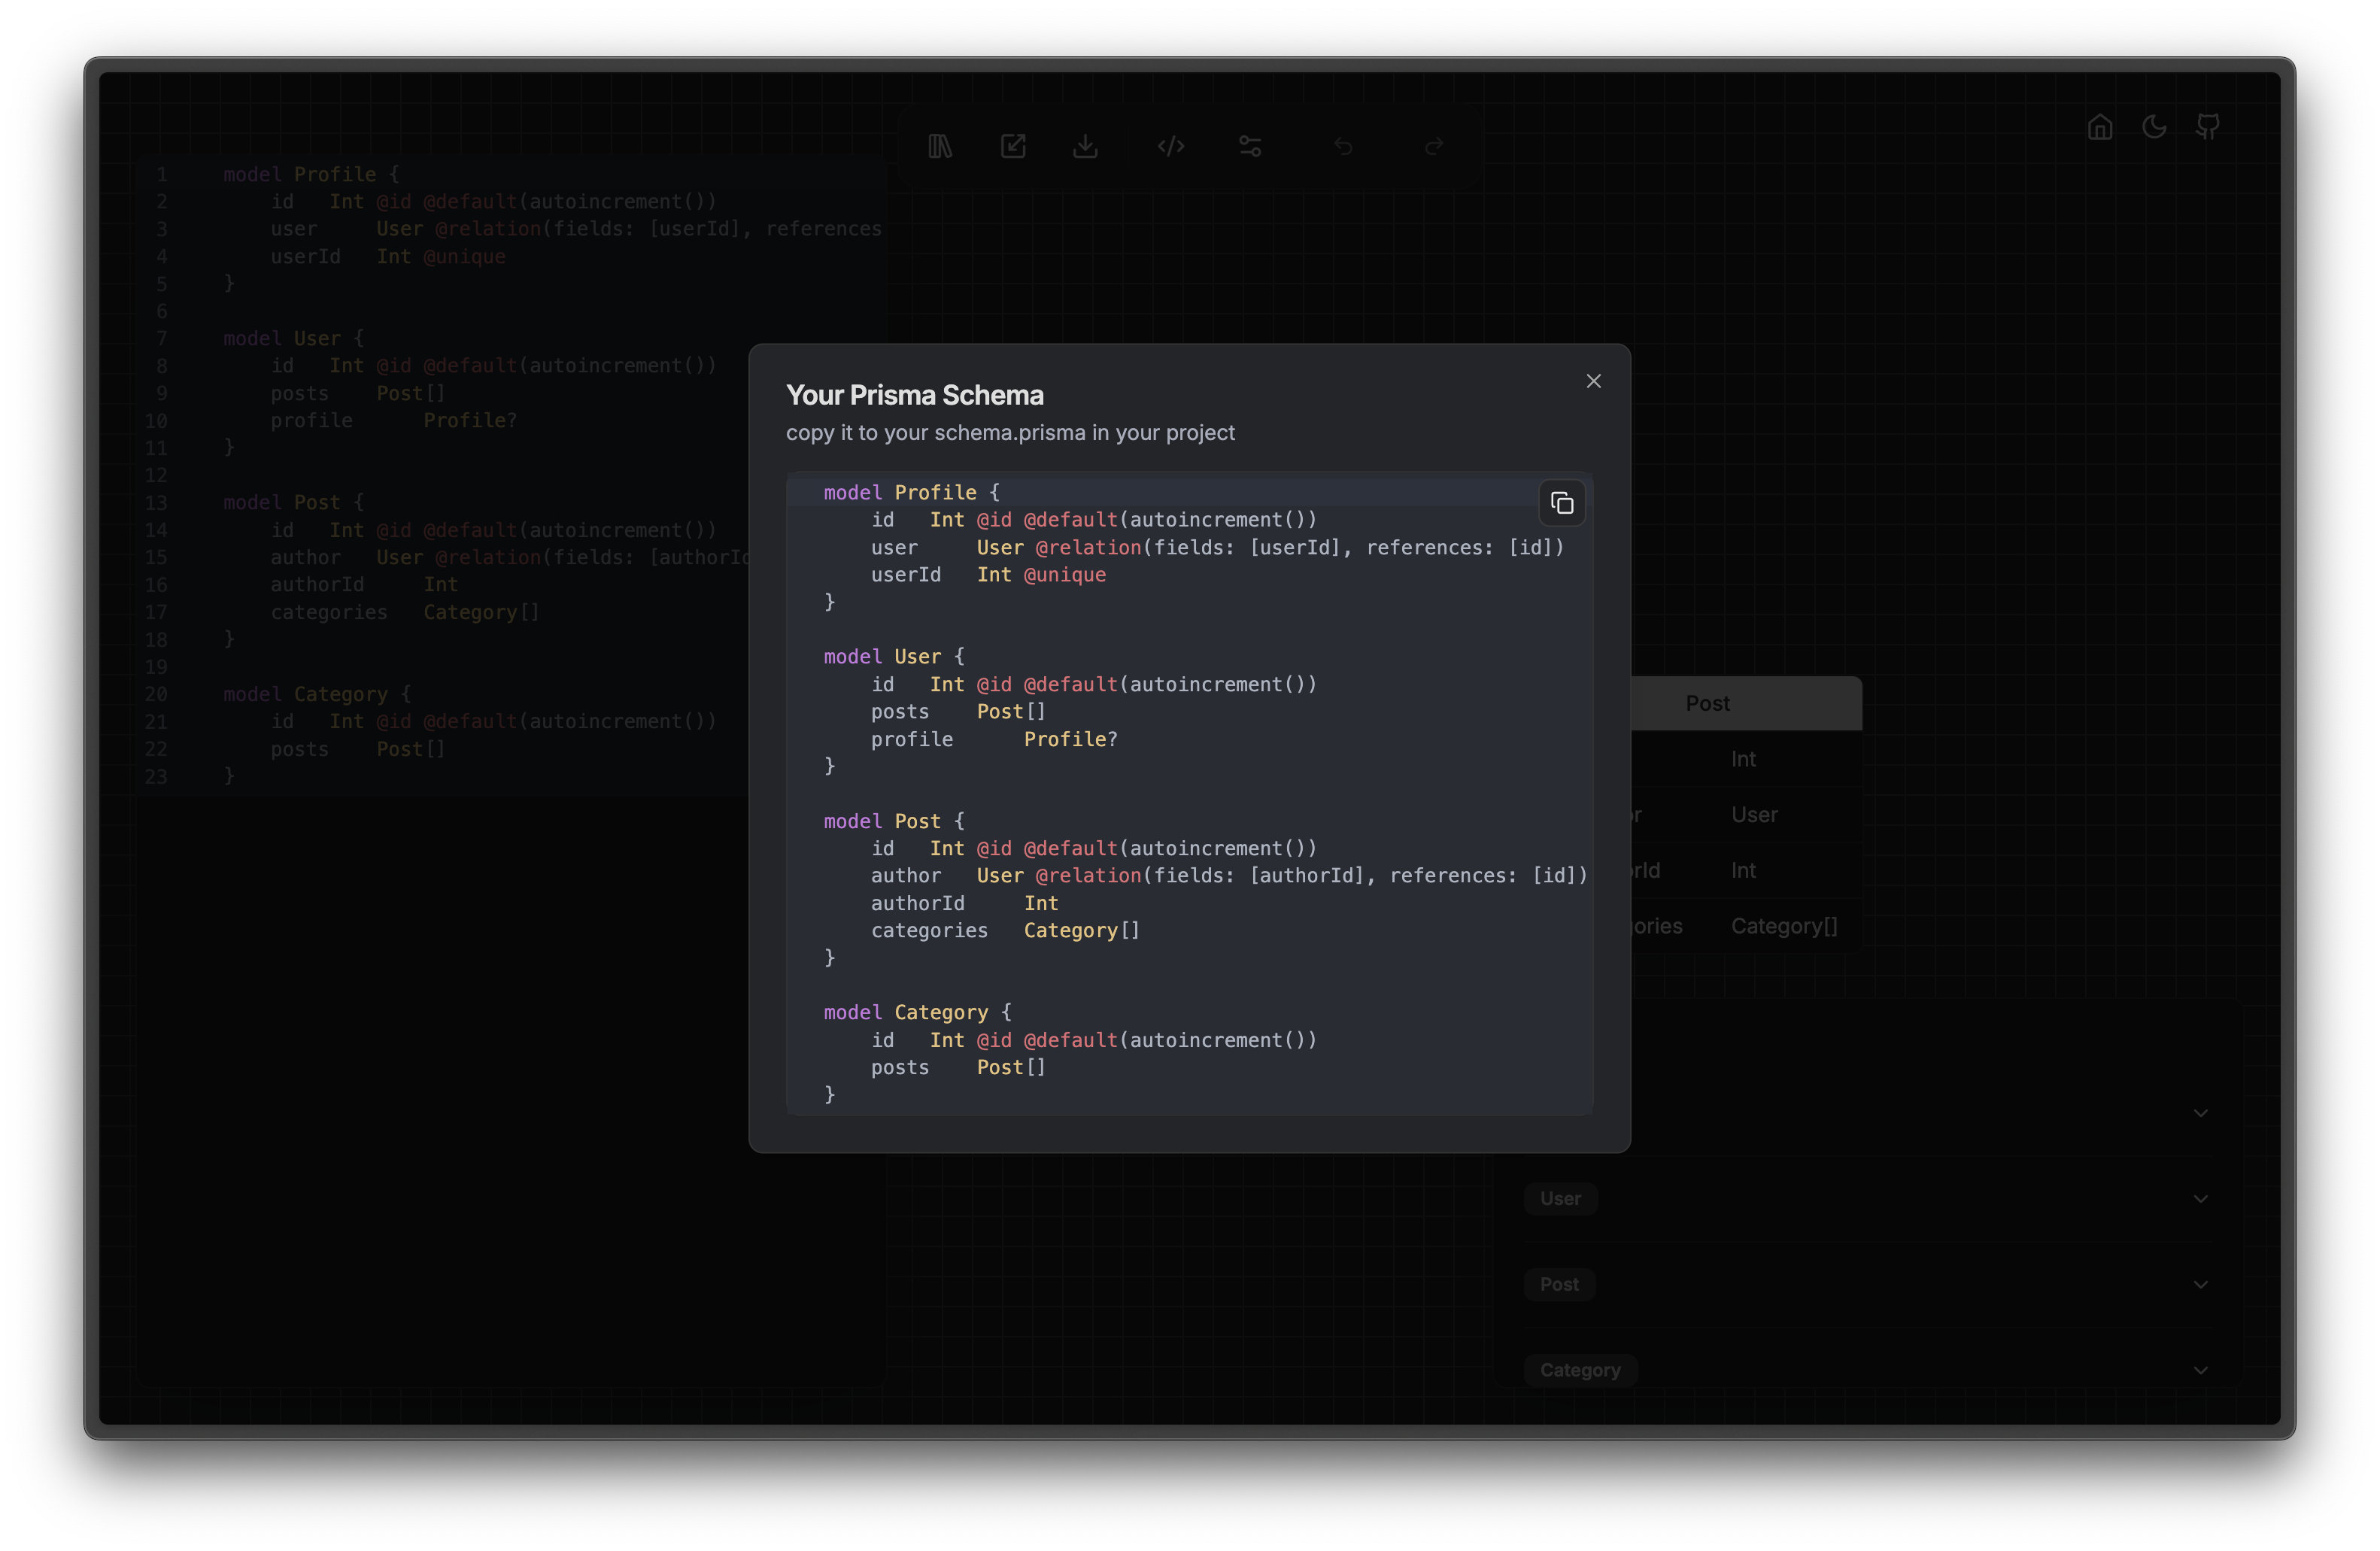 1 model Profile {
2 id Int @id @default(autoincrement())
3 user User @relation(fields: [userId], references
4 userId Int @unique
5 }
6
7 model User {
8 id Int @id @default(autoincrement())
9 posts Post[]
10 profile Profile?
11 }
12
13 model Post {
14 id Int @id @default(autoincrement())
15 author User @relation(fields: [authorId
16 authorId Int
17 categories Category[]
18 }
19
20 model Category {
21 id Int @id @default(autoincrement())
22 posts Post[]
23 }
Your Prisma Schema
copy it to your schema.prisma in your project
model Profile {
id Int @id @default(autoincrement())
user User @relation(fields: [userId], references: [id])
userId Int @unique
}
model User {
id Int @id @default(autoincrement())
posts Post[]
profile Profile?
}
model Post {
id Int @id @default(autoincrement())
author User @relation(fields: [authorId], references: [id])
authorId Int
categories Category[]
}
model Category {
id Int @id @default(autoincrement())
posts Post[]
}
Post
Int
or User
orId Int
gories Category[]
User
Post
Category